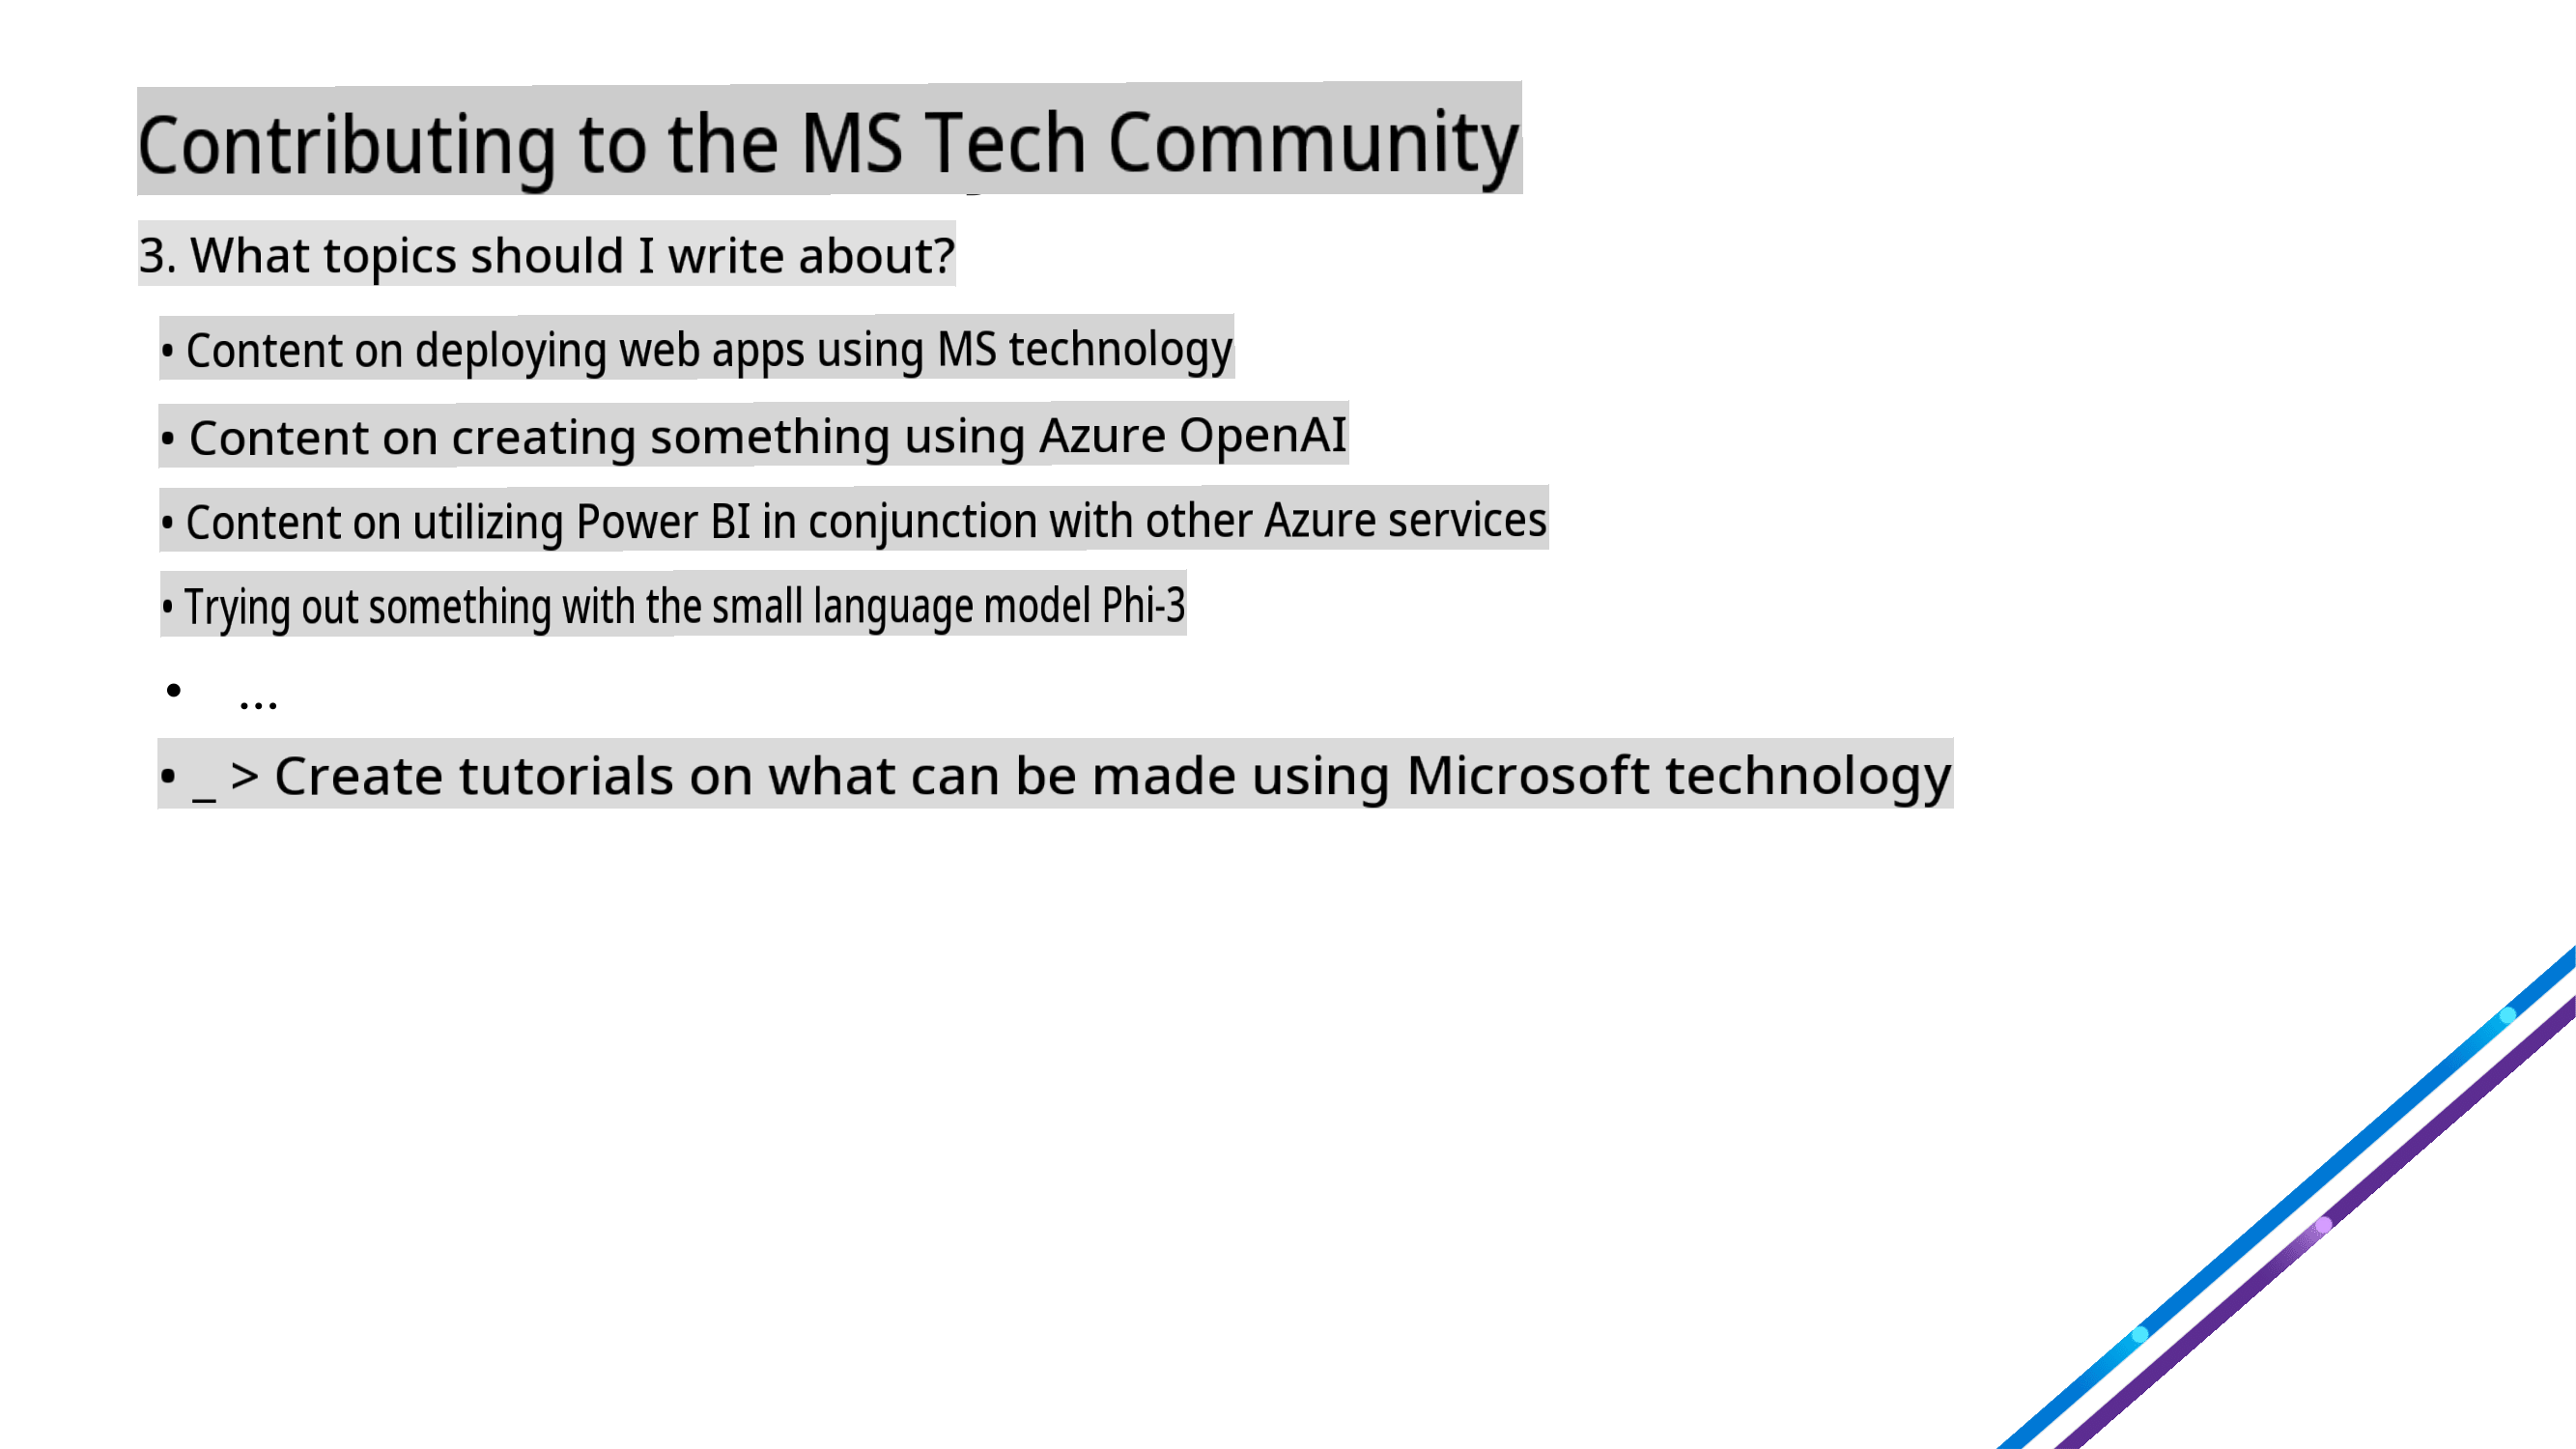 Contributing to the MS Tech Community
3. What topics should I write about?
• Content on deploying web apps using MS technology
• Content on creating something using Azure OpenAI
• Content on utilizing Power BI in conjunction with other Azure services
• Trying out something with the small language model Phi-3
• ...
• _ > Create tutorials on what can be made using Microsoft technology